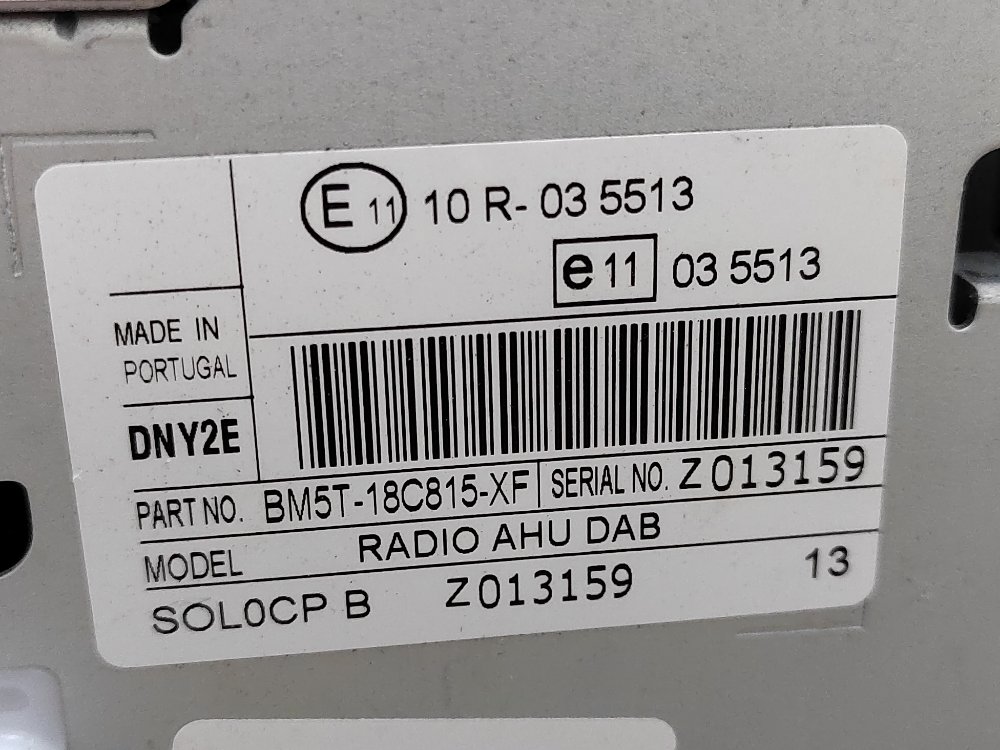 E 11 10 R- 03 5513
e 11 03 5513
MADE IN
PORTUGAL
DNY2E
PART NO. BM5T-18C815-XF SERIAL NO. Z013159
MODEL RADIO AHU DAB
SOL0CP B Z013159 13